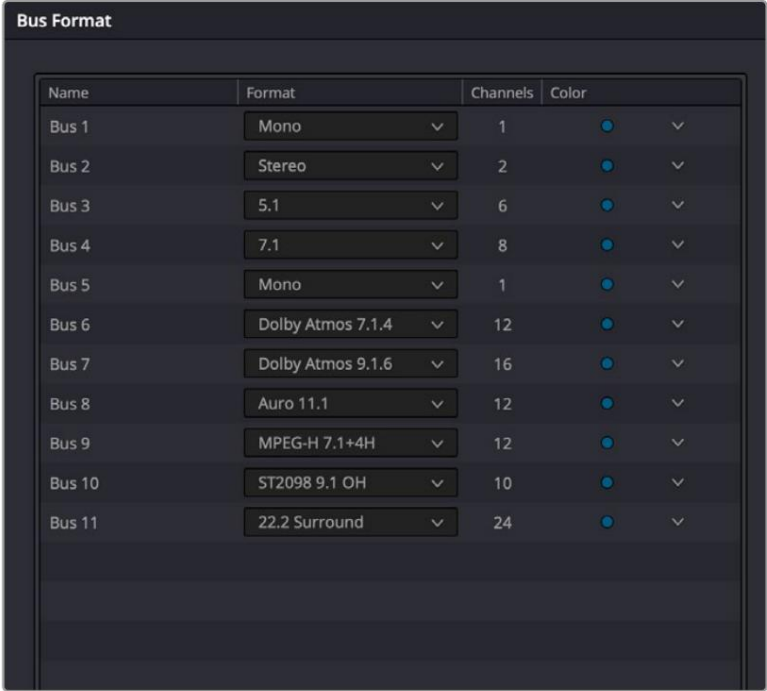 Bus Format
Name Format Channels Color
Bus 1 Mono 1
Bus 2 Stereo 2
Bus 3 5.1 6
Bus 4 7.1 8
Bus 5 Mono 1
Bus 6 Dolby Atmos 7.1.4 12
Bus 7 Dolby Atmos 9.1.6 16
Bus 8 Auro 11.1 12
Bus 9 MPEG-H 7.1+4H 12
Bus 10 ST2098 9.1 OH 10
Bus 11 22.2 Surround 24